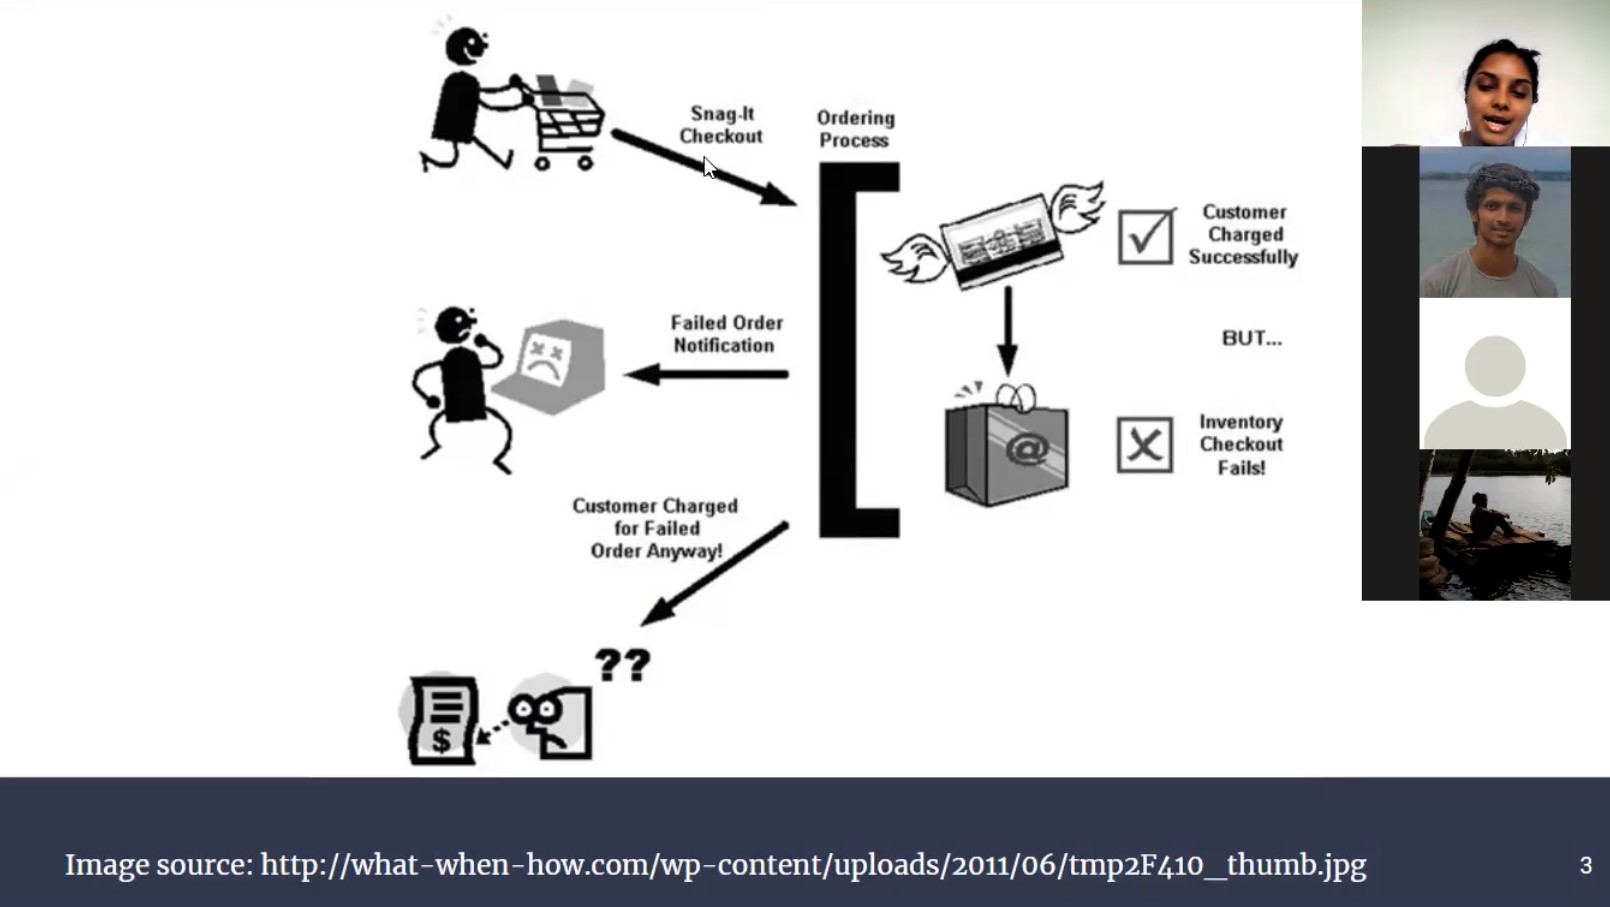 Snag-It
Checkout
Ordering
Process
Customer
Charged
Successfully
BUT...
Failed Order
Notification
@
Inventory
Checkout
Fails!
Customer Charged
for Failed
Order Anyway!
??
$
Image source: http://what-when-how.com/wp-content/uploads/2011/06/tmp2F410_thumb.jpg
3